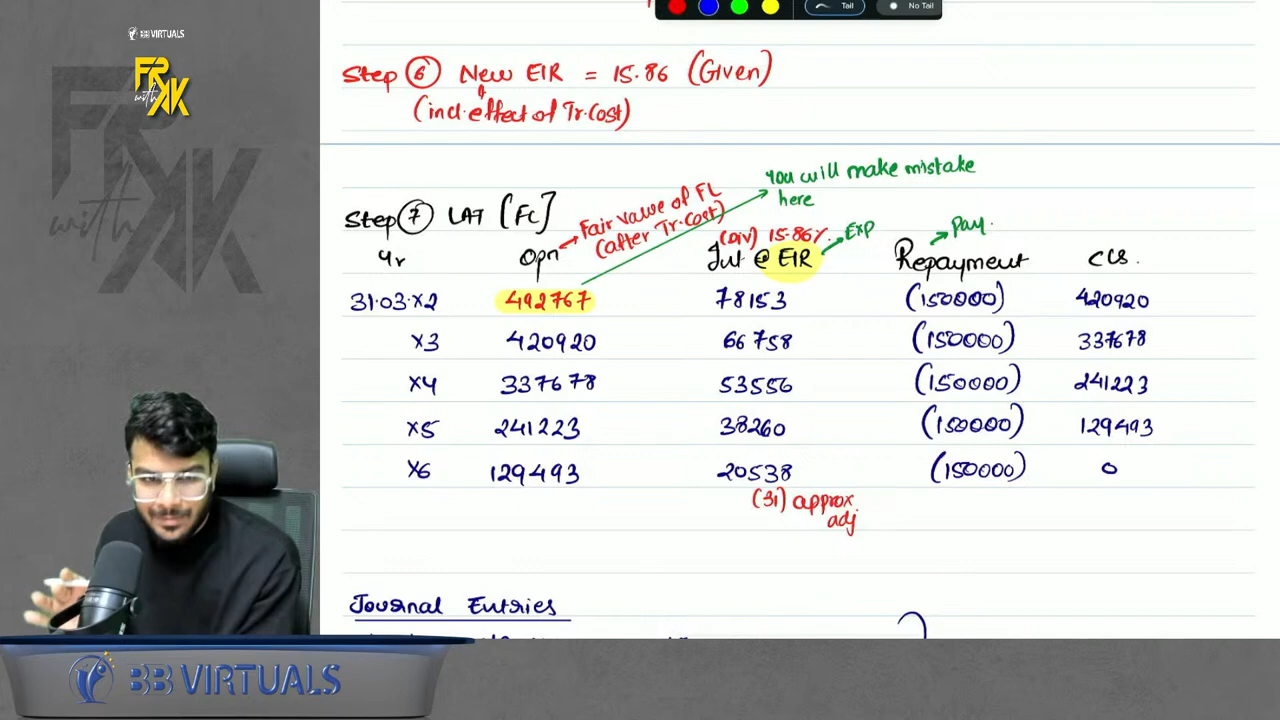 BB VIRTUALS
FR
with
AK
Tail
No Tail
Step ⑥ New EIR = 15.86 (Given)
(incl. effect of Tr. Cost)
You will make mistake
here
Step ⑦ LAT [FC]
Fair value of FL
(after Tr. Cost)
(Div) 15.86%
Exp
Pay.
Yr Opn Int @ EIR Repayment CLS.
31.03.X2 492767 78153 (150000) 420920
X3 420920 66758 (150000) 337678
X4 337678 53556 (150000) 241223
X5 241223 38260 (150000) 129493
X6 129493 20538 (150000) 0
(31) approx.
adj
Journal Entries
BB VIRTUALS